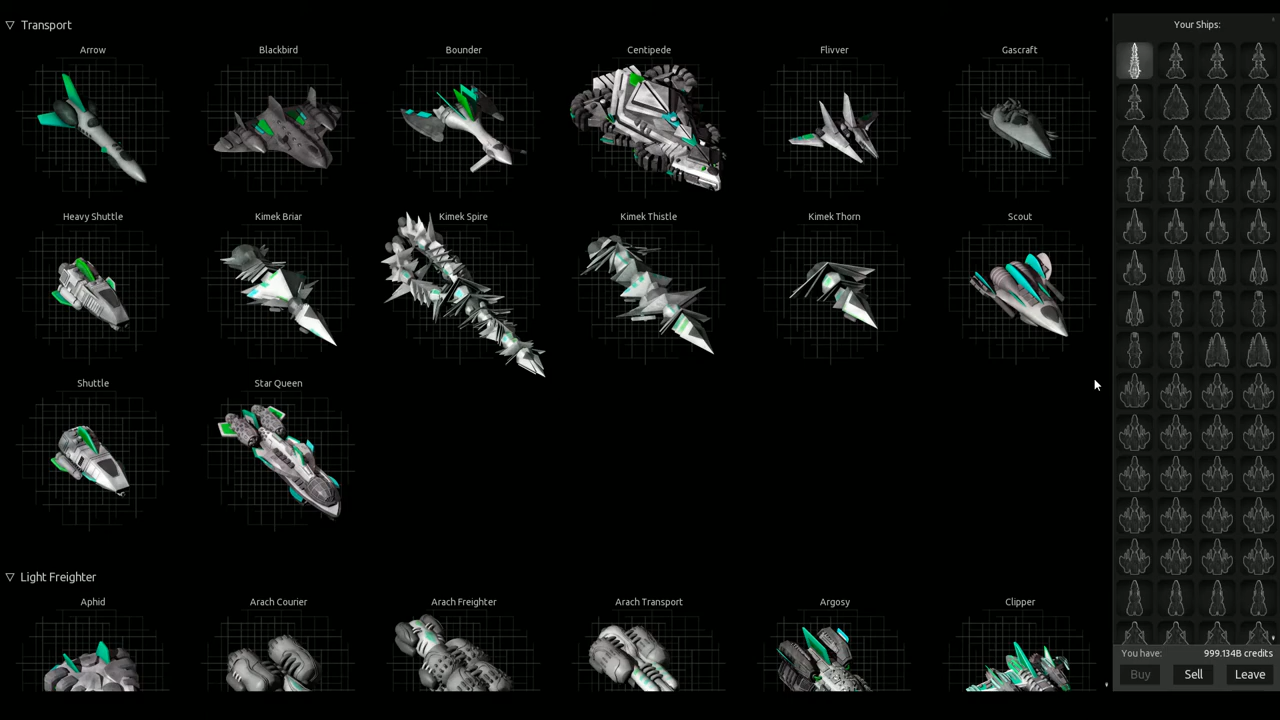 ▽ Transport
Your Ships:
Arrow
Blackbird
Bounder
Centipede
Flivver
Gascraft
Heavy Shuttle
Kimek Briar
Kimek Spire
Kimek Thistle
Kimek Thorn
Scout
Shuttle
Star Queen
▽ Light Freighter
Aphid
Arach Courier
Arach Freighter
Arach Transport
Argosy
Clipper
You have: 999.134B credits
Buy
Sell
Leave